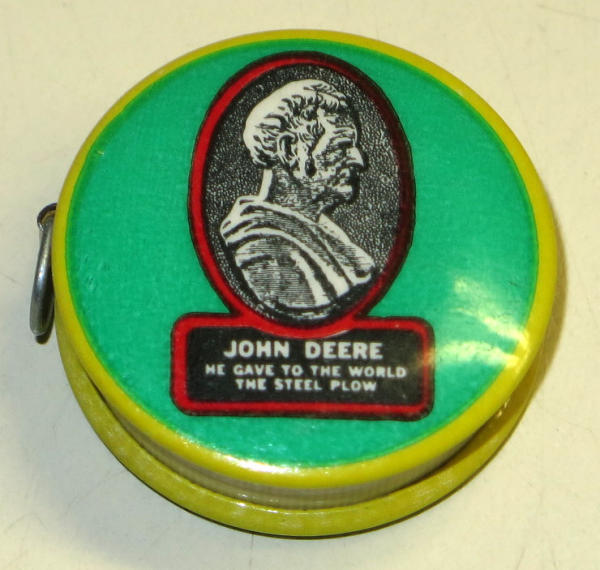 JOHN DEERE
HE GAVE TO THE WORLD
THE STEEL PLOW